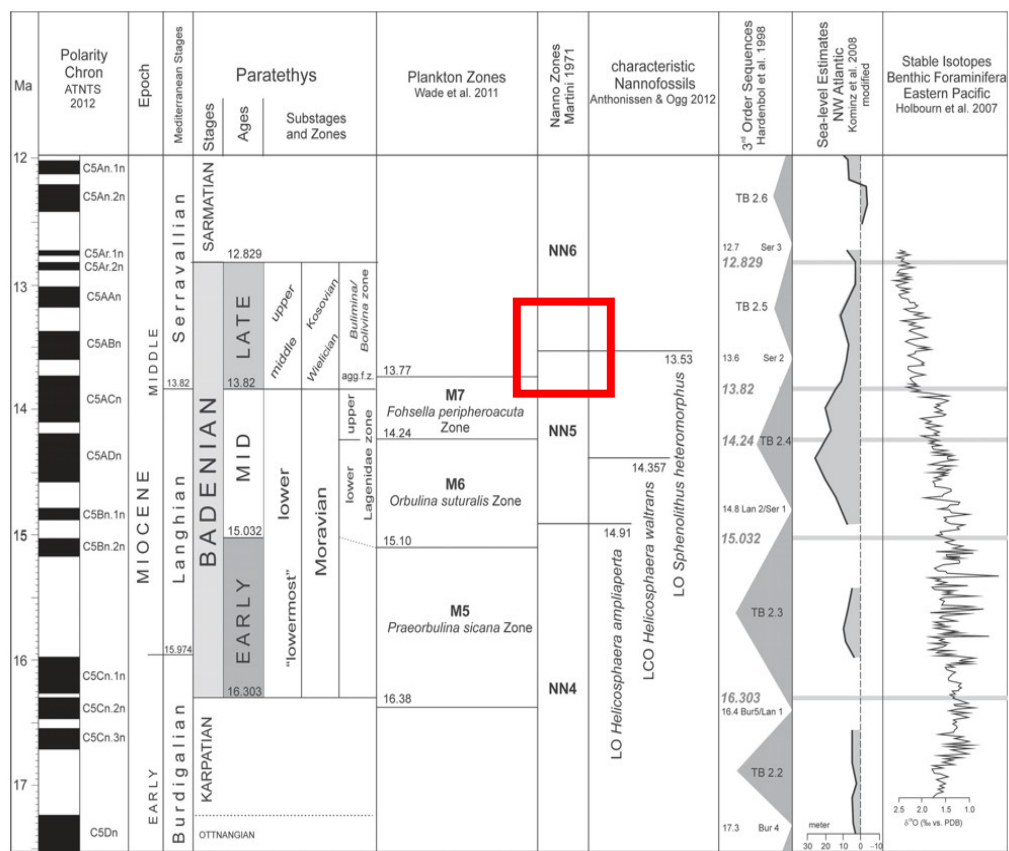 Ma
Polarity
Chron
ATNTS
2012
Epoch
Mediterranean Stages
Paratethys
Stages
Ages
Substages
and Zones
Plankton Zones
Wade et al. 2011
Nanno Zones
Martini 1971
characteristic
Nannofossils
Anthonissen & Ogg 2012
3rd Order Sequences
Hardenbol et al. 1998
Sea-level Estimates
NW Atlantic
Kominz et al. 2008
modified
Stable Isotopes
Benthic Foraminifera
Eastern Pacific
Holbourn et al. 2007
12
13
14
15
16
17
C5An.1n
C5An.2n
C5Ar.1n
C5Ar.2n
C5AAn
C5ABn
C5ACn
C5ADn
C5Bn.1n
C5Bn.2n
C5Cn.1n
C5Cn.2n
C5Cn.3n
C5Dn
MIOCENE
MIDDLE
EARLY
Serravallian
13.82
Langhian
15.974
Burdigalian
SARMATIAN
BADENIAN
KARPATIAN
OTTNANGIAN
12.829
LATE
13.82
MID
15.032
EARLY
16.303
upper
middle
lower
"lowermost"
Kosovian
Wielician
Moravian
Bulimina/
Bolivina zone
agg.f.z.
upper
lower
Lagenidae zone
13.77
M7
Fohsella peripheroacuta
Zone
14.24
M6
Orbulina suturalis Zone
15.10
M5
Praeorbulina sicana Zone
16.38
NN6
NN5
NN4
13.53
LO Sphenolithus heteromorphus
14.357
LCO Helicosphaera waltrans
14.91
LO Helicosphaera ampliaperta
TB 2.6
12.7 Ser 3
12.829
TB 2.5
13.6 Ser 2
13.82
14.24 TB 2.4
14.8 Lan 2/Ser 1
15.032
TB 2.3
16.303
16.4 Bur5/Lan 1
TB 2.2
17.3 Bur 4
meter
30 20 10 0 -10
2.5 1.5 1.0
δ18O (‰ vs. PDB)